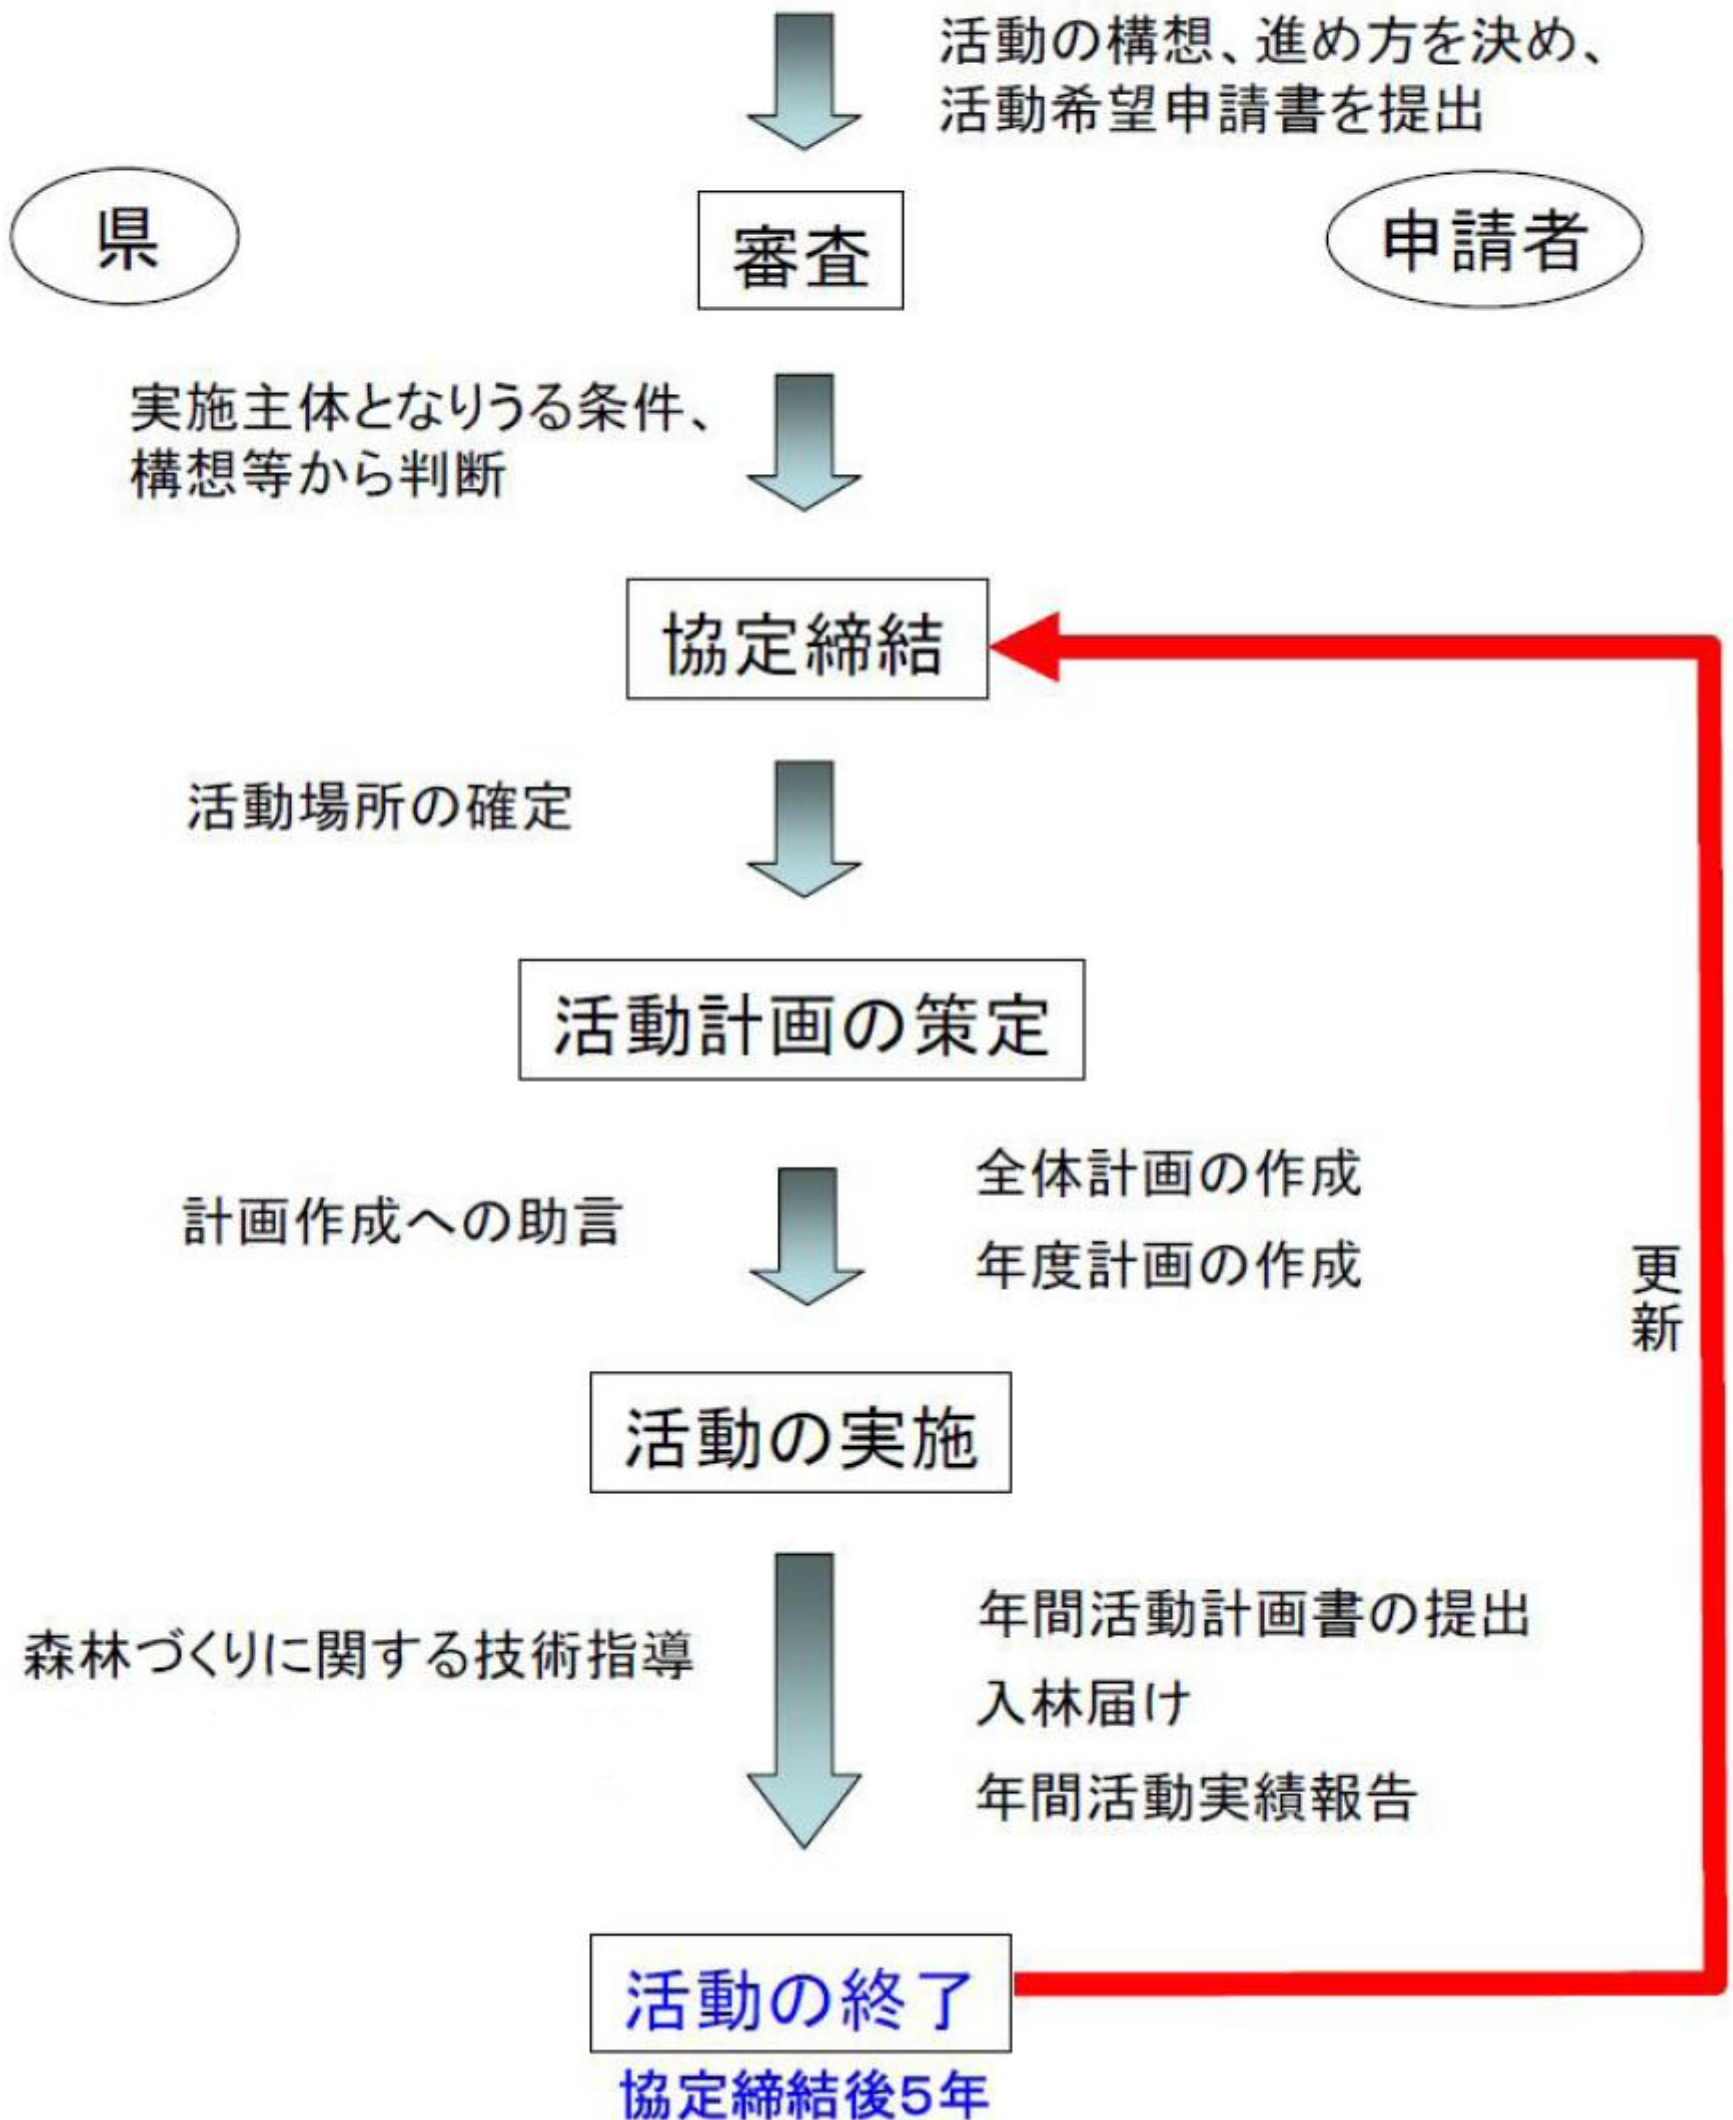 活動の構想、進め方を決め、
活動希望申請書を提出
県
審査
申請者
実施主体となりうる条件、
構想等から判断
協定締結
活動場所の確定
活動計画の策定
計画作成への助言
全体計画の作成
年度計画の作成
更新
活動の実施
森林づくりに関する技術指導
年間活動計画書の提出
入林届け
年間活動実績報告
活動の終了
協定締結後5年